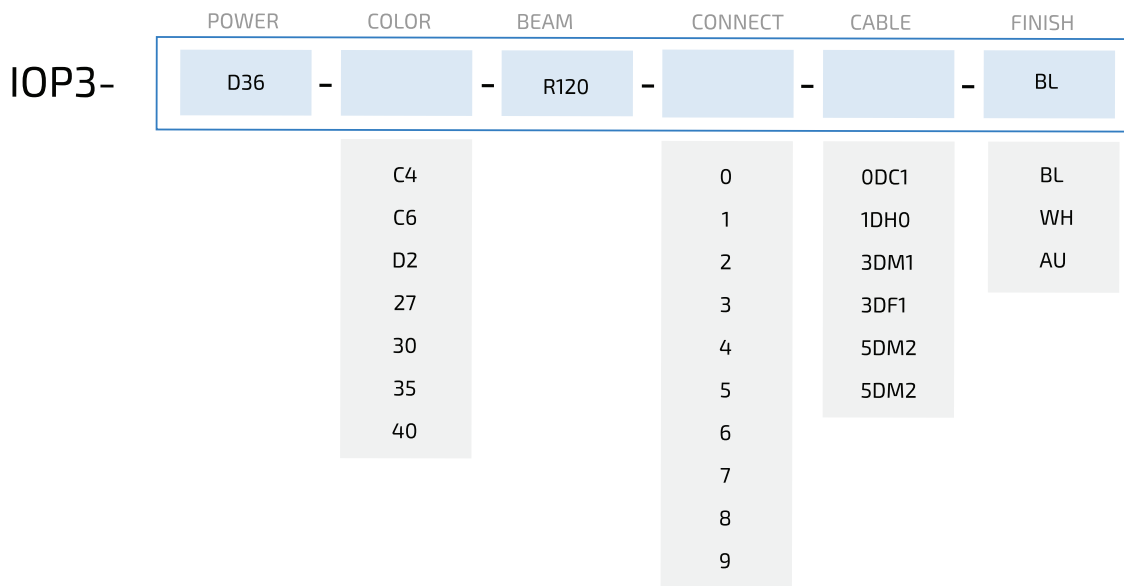 POWER COLOR BEAM CONNECT CABLE FINISH
IOP3- D36 - - R120 - - - BL
C4 0 0DC1 BL
C6 1 1DH0 WH
D2 2 3DM1 AU
27 3 3DF1
30 4 5DM2
35 5 5DM2
40 6
7
8
9